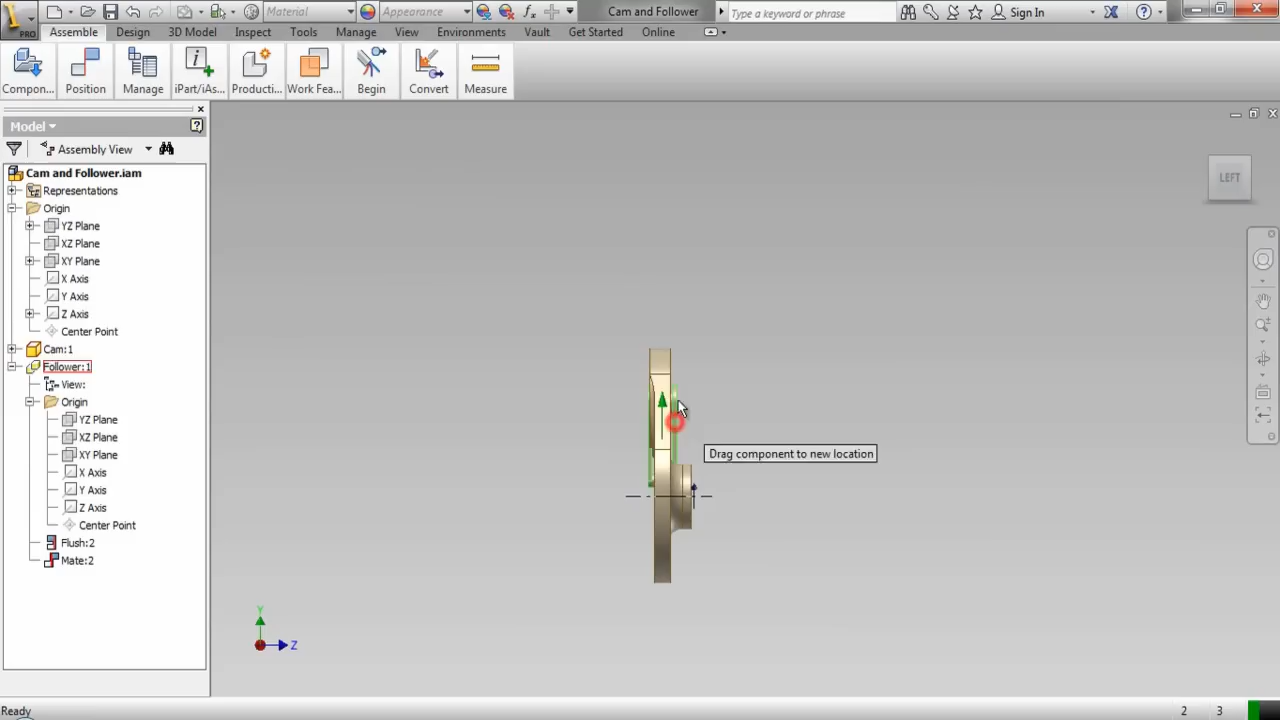 Material
Appearance
Cam and Follower
Type a keyword or phrase
Sign In
PRO
Assemble
Design
3D Model
Inspect
Tools
Manage
View
Environments
Vault
Get Started
Online
Compon...
Position
Manage
iPart/iAs...
Producti...
Work Fea...
Begin
Convert
Measure
Model
Assembly View
Cam and Follower.iam
Representations
Origin
YZ Plane
XZ Plane
XY Plane
X Axis
Y Axis
Z Axis
Center Point
Cam:1
Follower:1
View:
Origin
YZ Plane
XZ Plane
XY Plane
X Axis
Y Axis
Z Axis
Center Point
Flush:2
Mate:2
LEFT
Drag component to new location
Y
Z
Ready
2
3